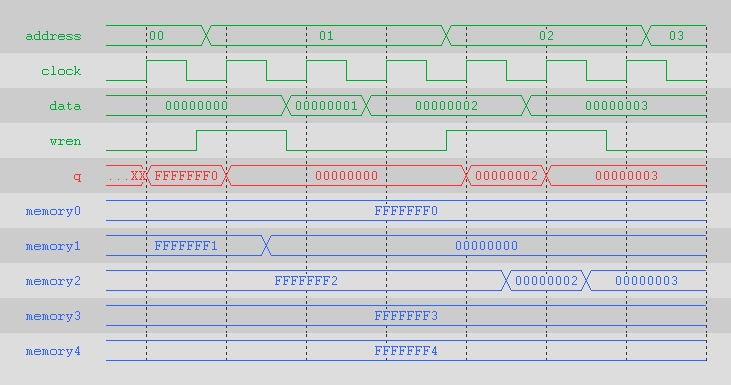 address 00 01 02 03
clock
data 00000000 00000001 00000002 00000003
wren
q ...XX FFFFFFF0 00000000 00000002 00000003
memory0 FFFFFFF0
memory1 FFFFFFF1 00000000
memory2 FFFFFFF2 00000002 00000003
memory3 FFFFFFF3
memory4 FFFFFFF4